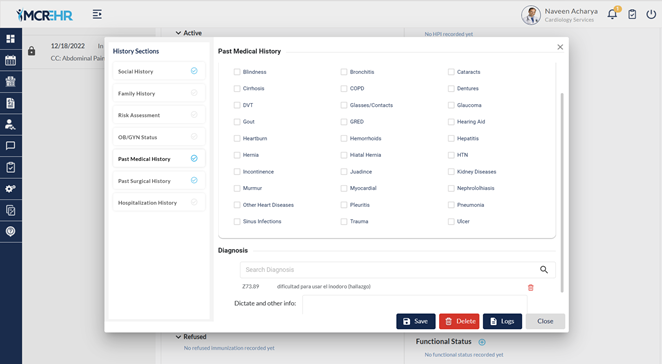 MCREHR
Naveen Acharya
Cardiology Services
1
Active
No HPI recorded yet
12/18/2022 In
CC: Abdominal Pain
History Sections
Social History
Family History
Risk Assessment
OB/GYN Status
Past Medical History
Past Surgical History
Hospitalization History
Past Medical History
Blindness Bronchitis Cataracts
Cirrhosis COPD Dentures
DVT Glasses/Contacts Glaucoma
Gout GRED Hearing Aid
Heartburn Hemorrhoids Hepatitis
Hernia Hiatal Hernia HTN
Incontinence Juadince Kidney Diseases
Murmur Myocardial Nephrololhiasis
Other Heart Diseases Pleuritis Pneumonia
Sinus Infections Trauma Ulcer
Diagnosis
Search Diagnosis
Z73.89 dificultad para usar el inodoro (hallazgo)
Dictate and other info:
Save Delete Logs Close
Refused
No refused Immunization recorded yet
Functional Status
No functional status recorded yet